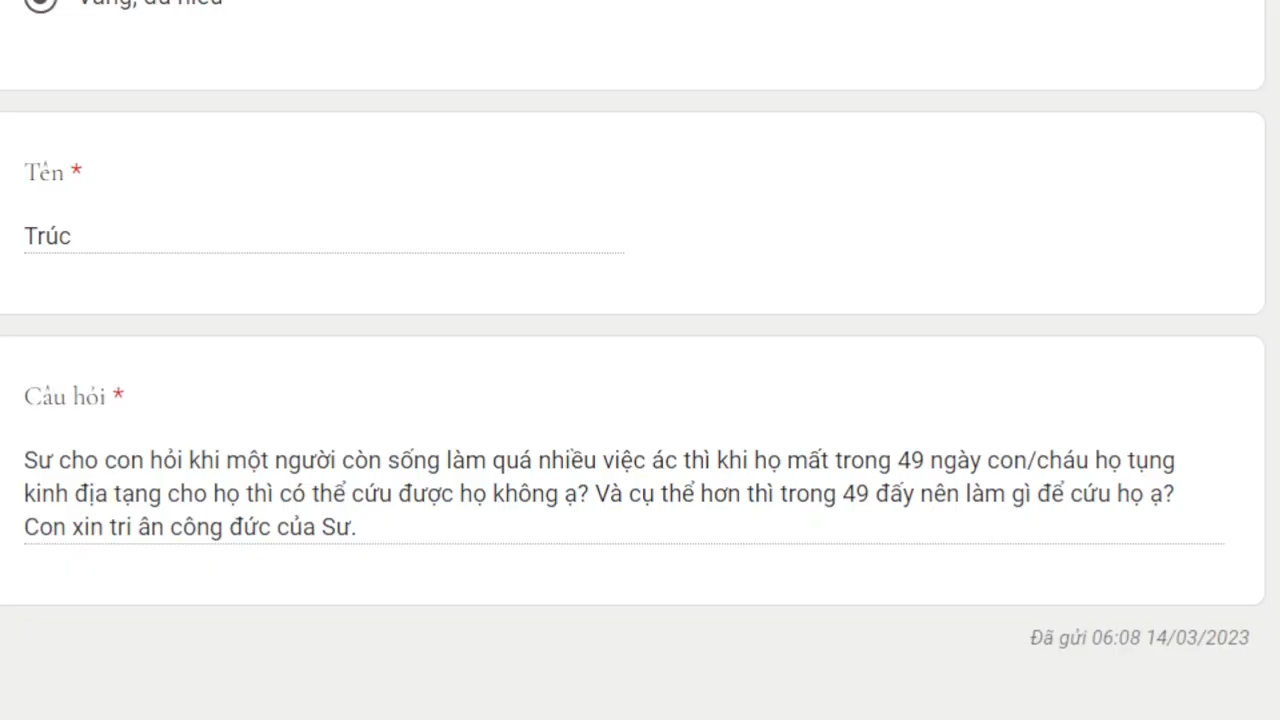 Tên *
Trúc
Câu hỏi *
Sư cho con hỏi khi một người còn sống làm quá nhiều việc ác thì khi họ mất trong 49 ngày con/cháu họ tụng
kinh địa tạng cho họ thì có thể cứu được họ không ạ? Và cụ thể hơn thì trong 49 đấy nên làm gì để cứu họ ạ?
Con xin tri ân công đức của Sư.
Đã gửi 06:08 14/03/2023